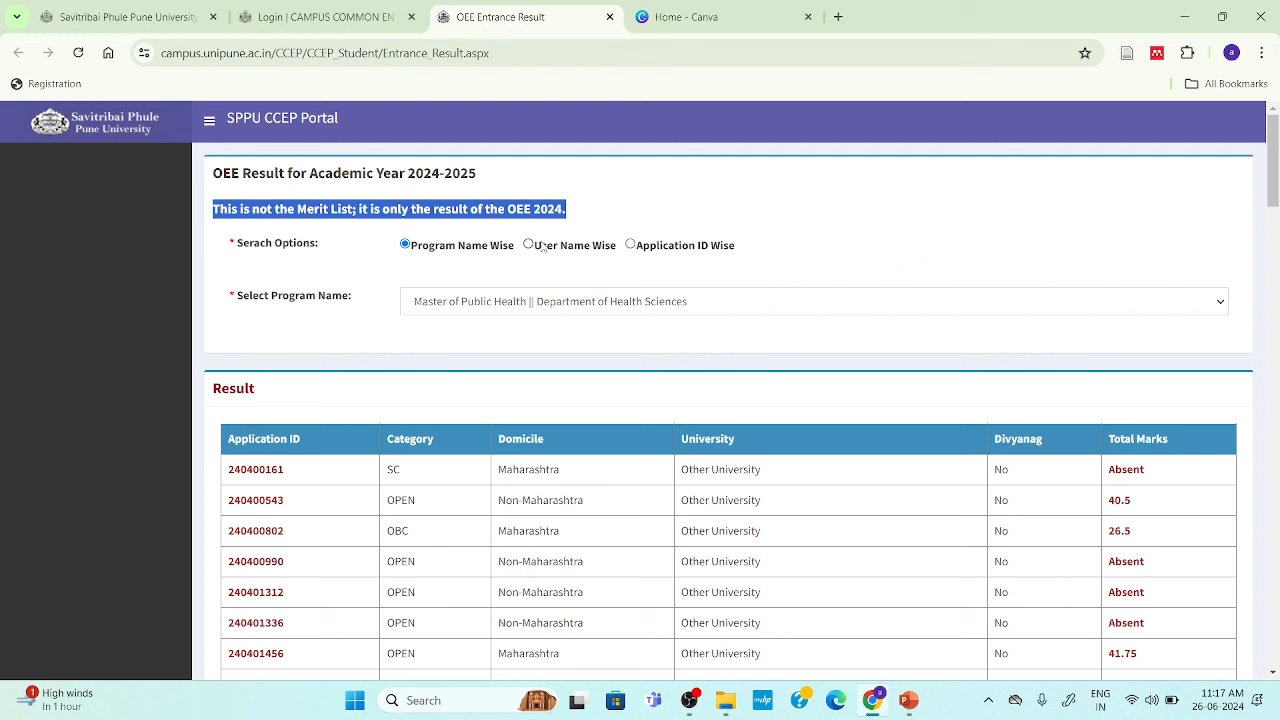 Savitribai Phule Pune University
Login | CAMPUS COMMON EN
OEE Entrance Result
Home - Canva
campus.unipune.ac.in/CCEP/CCEP_Student/Entrance_Result.aspx
a
Registration
All Bookmarks
Savitribai Phule
Pune University
SPPU CCEP Portal
OEE Result for Academic Year 2024-2025
This is not the Merit List; it is only the result of the OEE 2024.
* Serach Options: Program Name Wise User Name Wise Application ID Wise
* Select Program Name: Master of Public Health || Department of Health Sciences
Result
Application ID Category Domicile University Divyanag Total Marks
240400161 SC Maharashtra Other University No Absent
240400543 OPEN Non-Maharashtra Other University No 40.5
240400802 OBC Maharashtra Other University No 26.5
240400990 OPEN Non-Maharashtra Other University No Absent
240401312 OPEN Non-Maharashtra Other University No Absent
240401336 OPEN Non-Maharashtra Other University No Absent
240401456 OPEN Maharashtra Other University No 41.75
1
High winds
In 1 hour
Search
a
ENG
IN
11:17 AM
26-06-2024